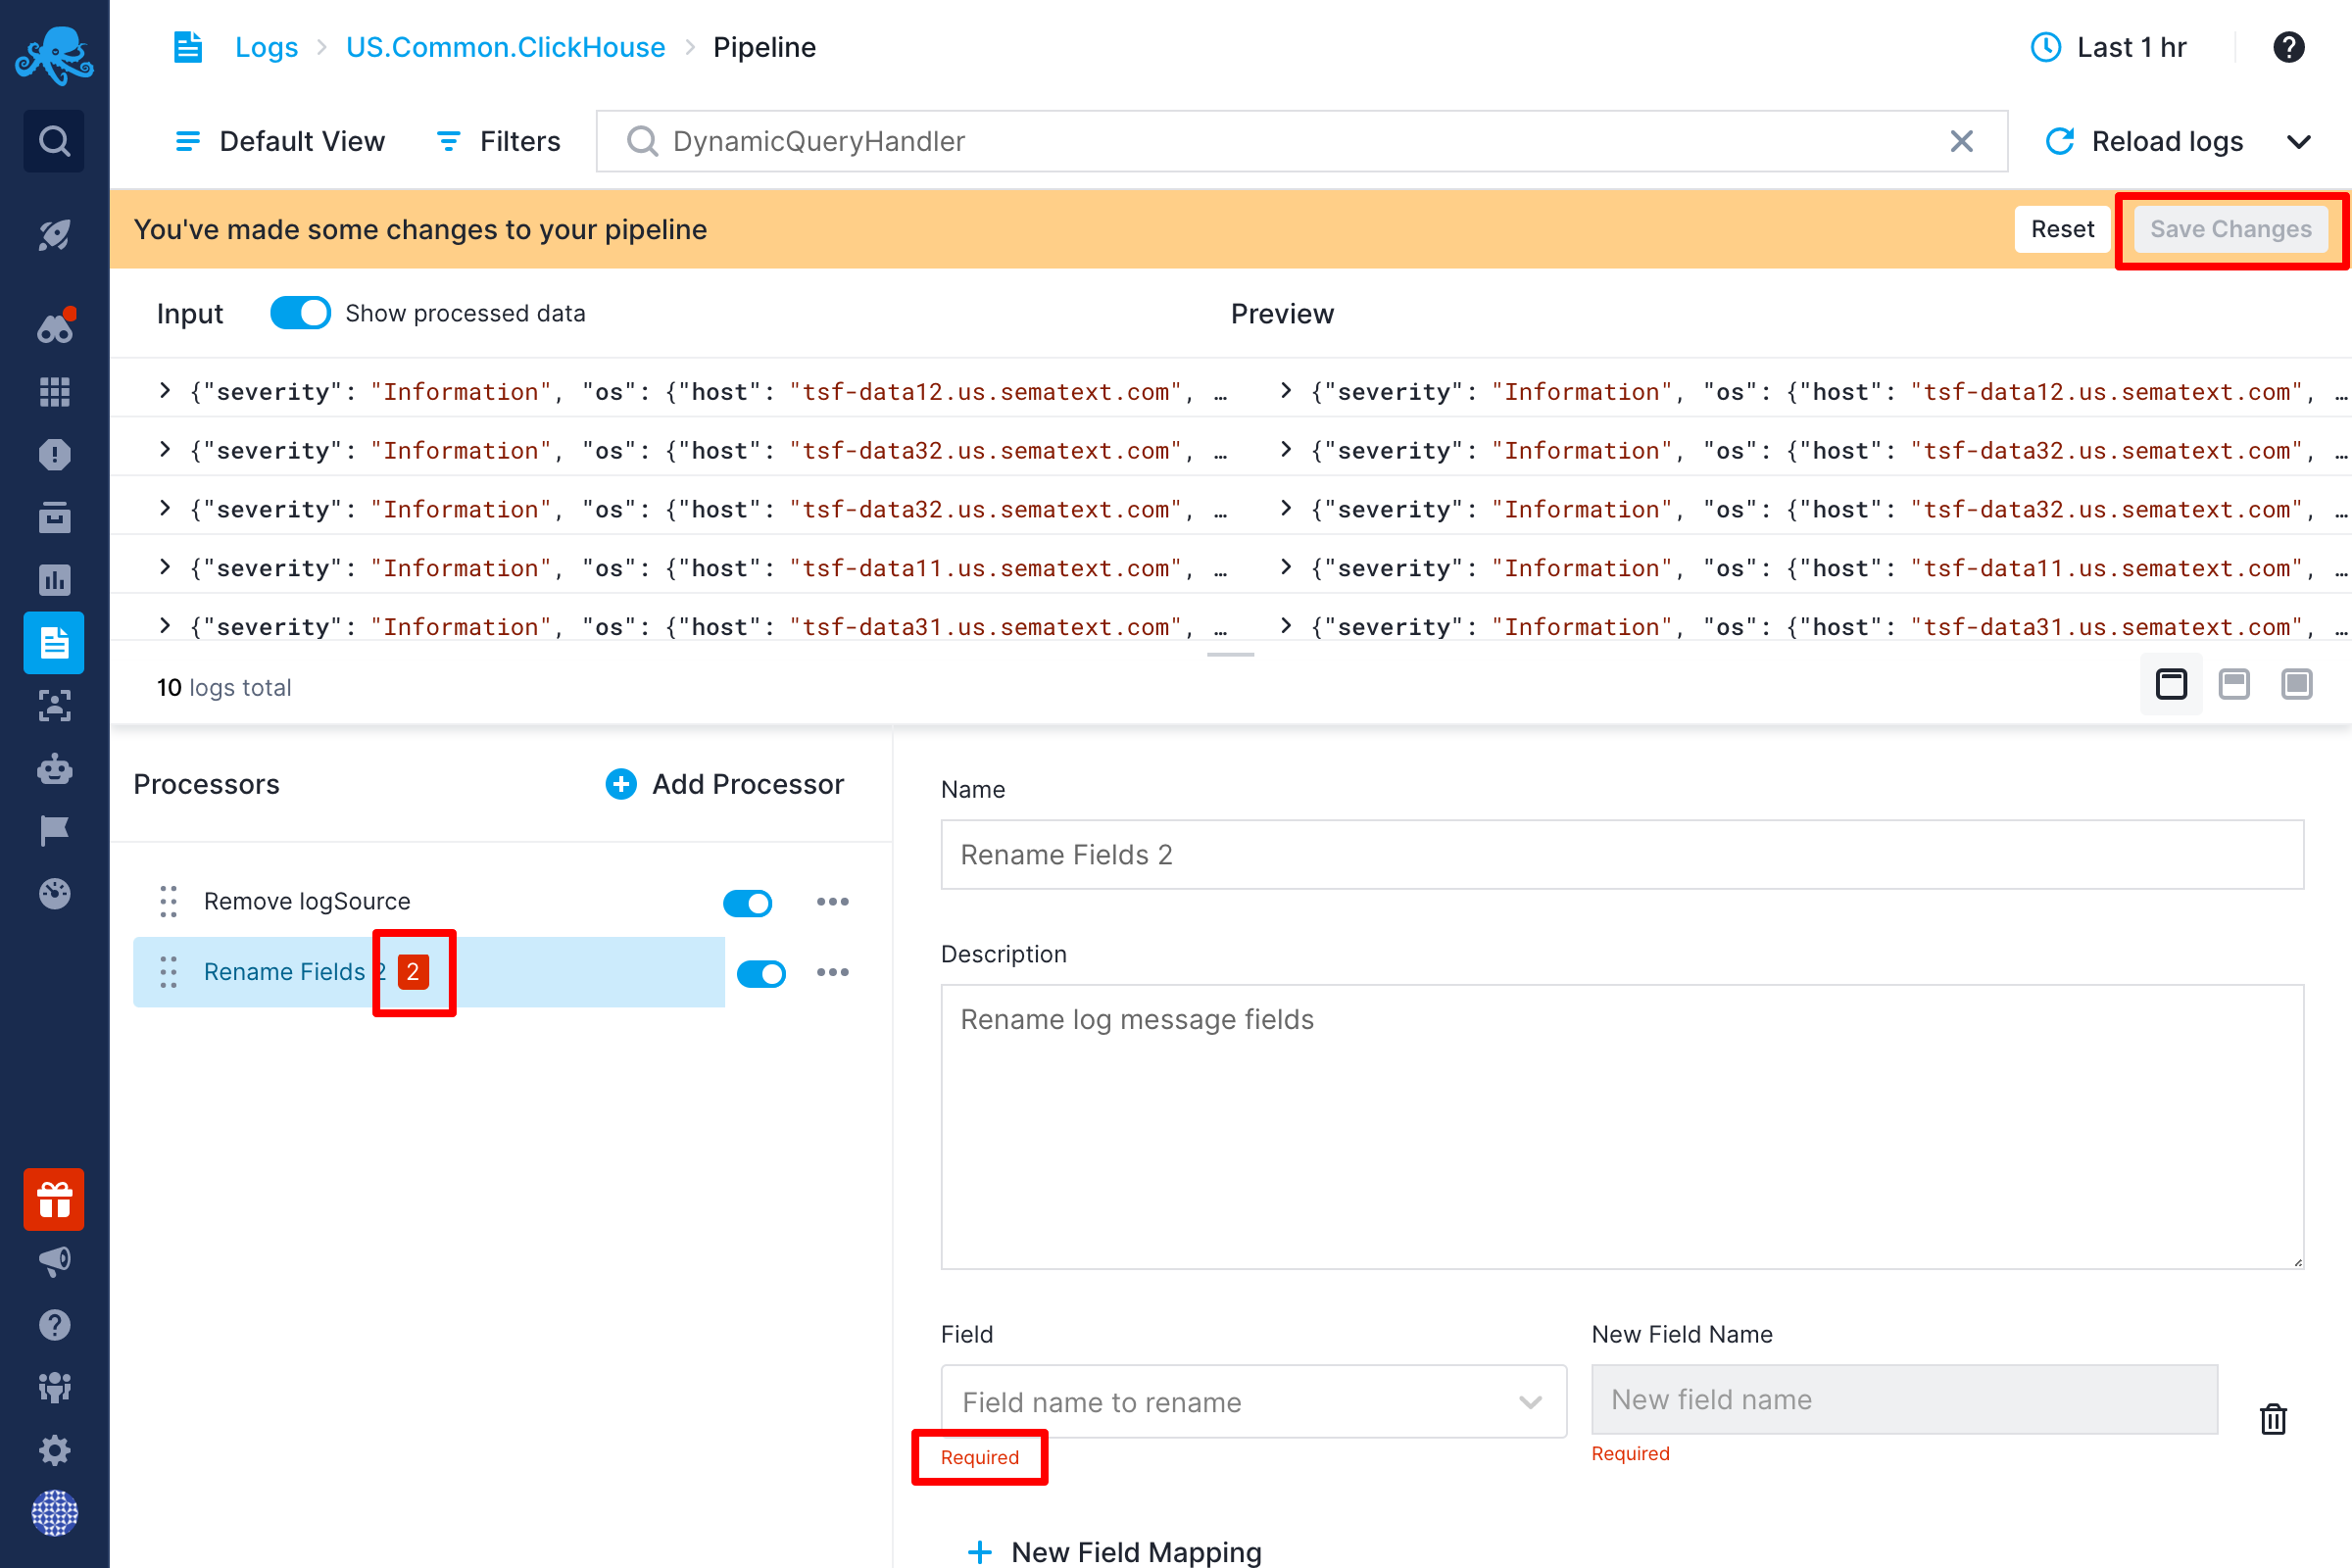 Logs > US.Common.ClickHouse > Pipeline
Last 1 hr
Default View
Filters
DynamicQueryHandler
Reload logs
You've made some changes to your pipeline
Reset
Save Changes
Input
Show processed data
Preview
{"severity": "Information", "os": {"host": "tsf-data12.us.sematext.com", …
{"severity": "Information", "os": {"host": "tsf-data12.us.sematext.com", …
{"severity": "Information", "os": {"host": "tsf-data32.us.sematext.com", …
{"severity": "Information", "os": {"host": "tsf-data32.us.sematext.com", …
{"severity": "Information", "os": {"host": "tsf-data32.us.sematext.com", …
{"severity": "Information", "os": {"host": "tsf-data32.us.sematext.com", …
{"severity": "Information", "os": {"host": "tsf-data11.us.sematext.com", …
{"severity": "Information", "os": {"host": "tsf-data11.us.sematext.com", …
{"severity": "Information", "os": {"host": "tsf-data31.us.sematext.com", …
{"severity": "Information", "os": {"host": "tsf-data31.us.sematext.com", …
10 logs total
Processors
Add Processor
Remove logSource
Rename Fields 2
2
Name
Rename Fields 2
Description
Rename log message fields
Field
New Field Name
Field name to rename
New field name
Required
Required
New Field Mapping